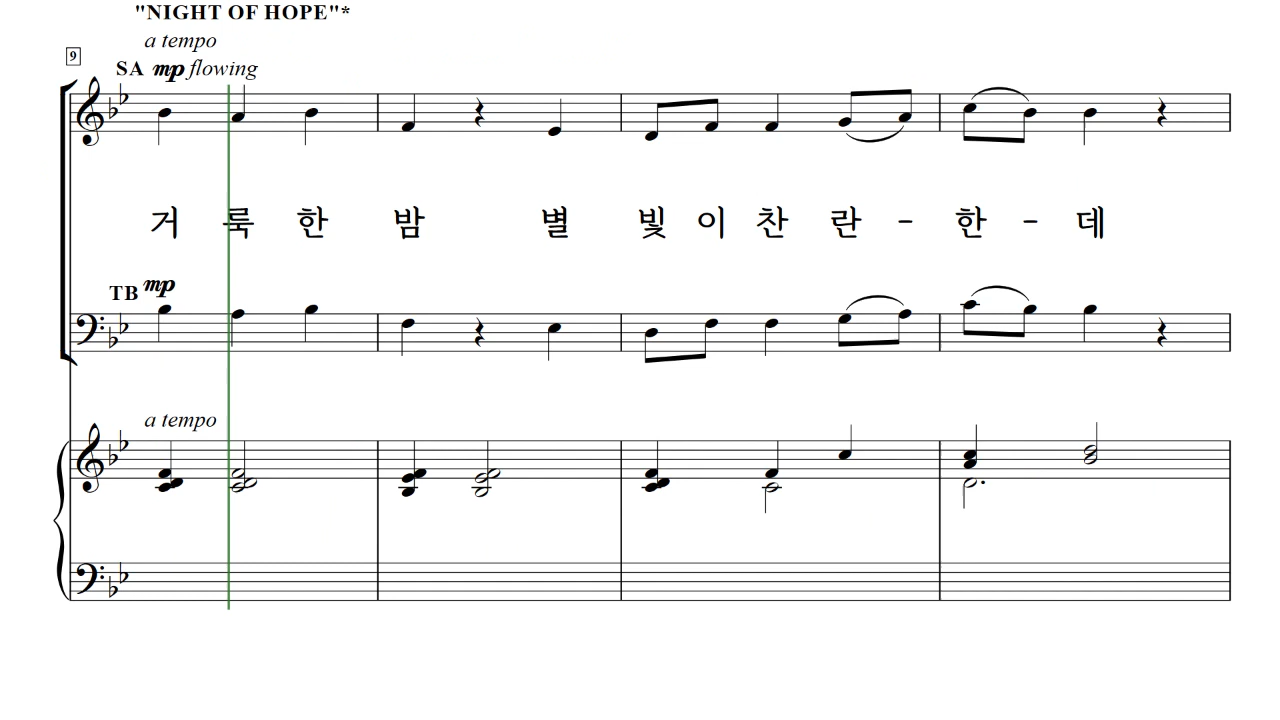 "NIGHT OF HOPE"*
a tempo
9
SA mp flowing
거 룩 한 밤 별 빛 이 찬 란 - 한 - 데
TB mp
a tempo